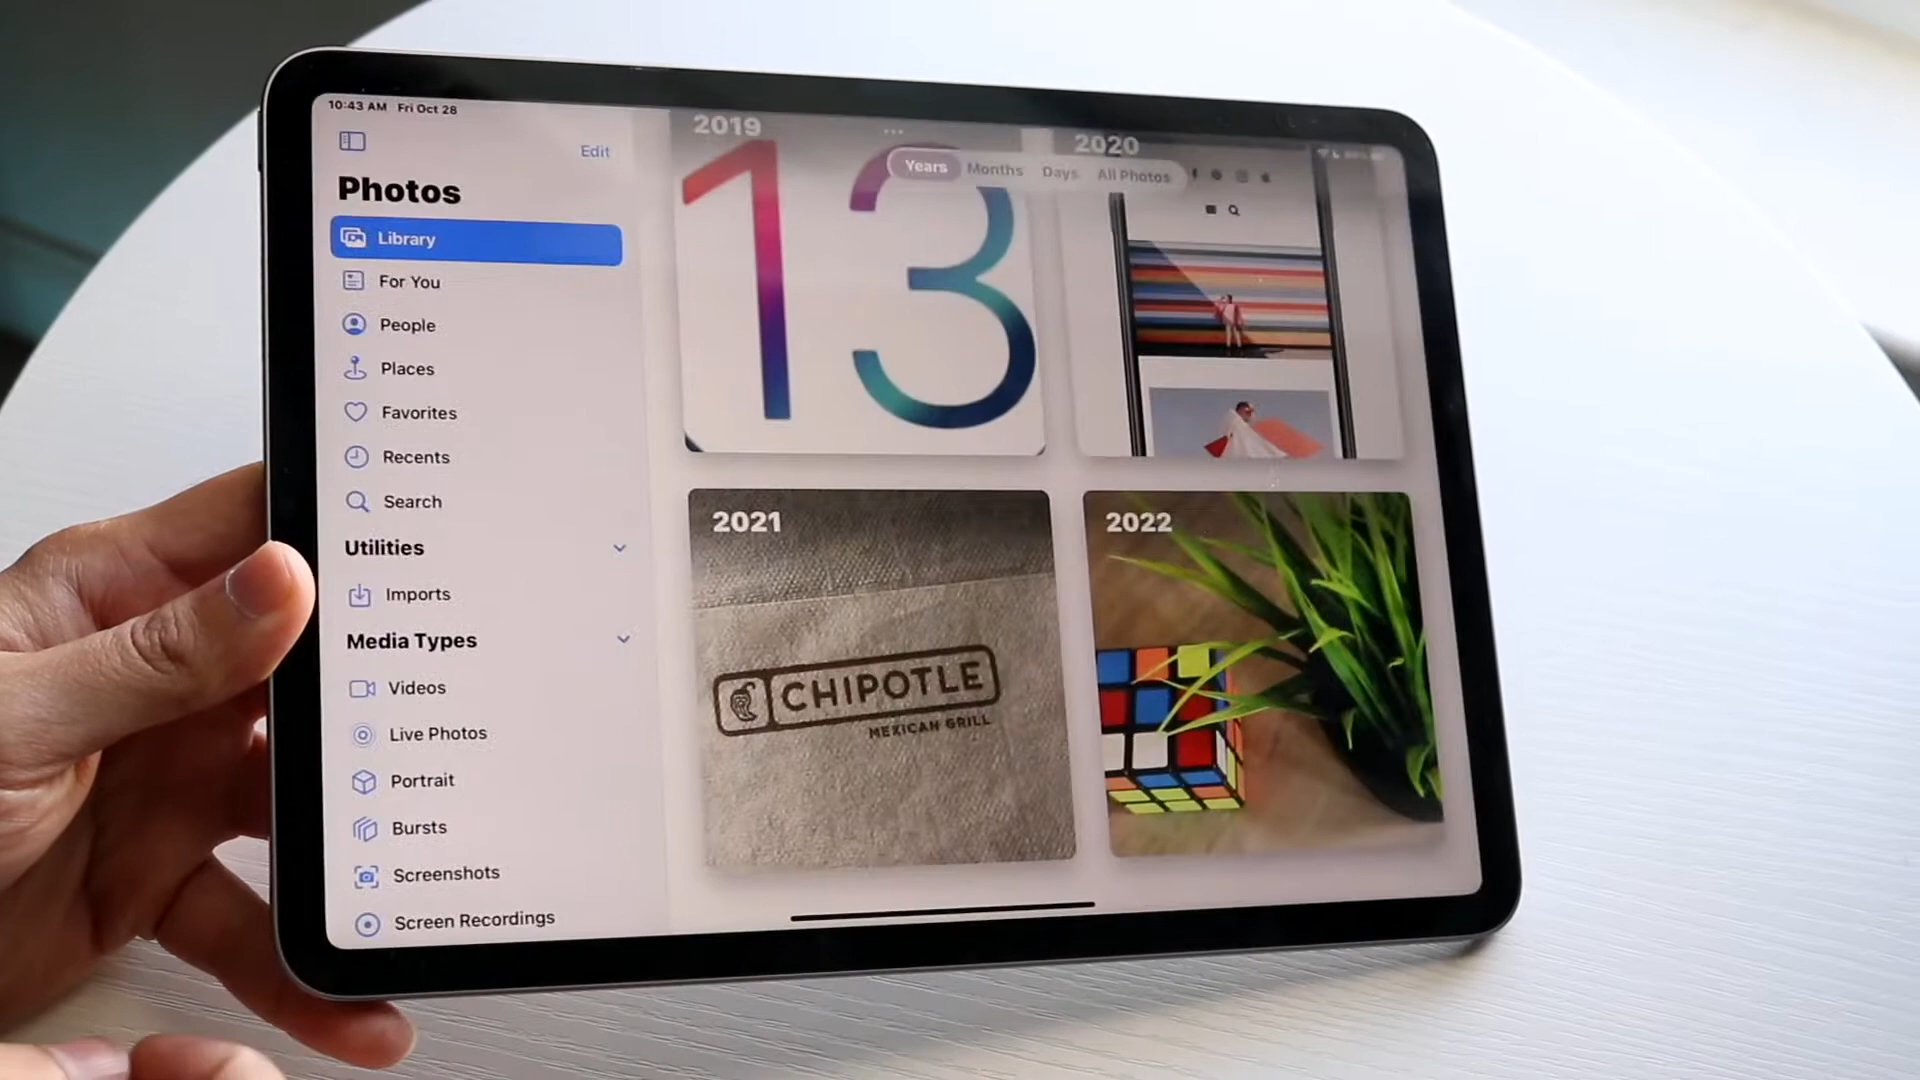 10:43 AM Fri Oct 28
Edit
Photos
Library
For You
People
Places
Favorites
Recents
Search
Utilities
Imports
Media Types
Videos
Live Photos
Portrait
Bursts
Screenshots
Screen Recordings
2019
2020
Years Months Days All Photos
13
2021
CHIPOTLE
MEXICAN GRILL
2022